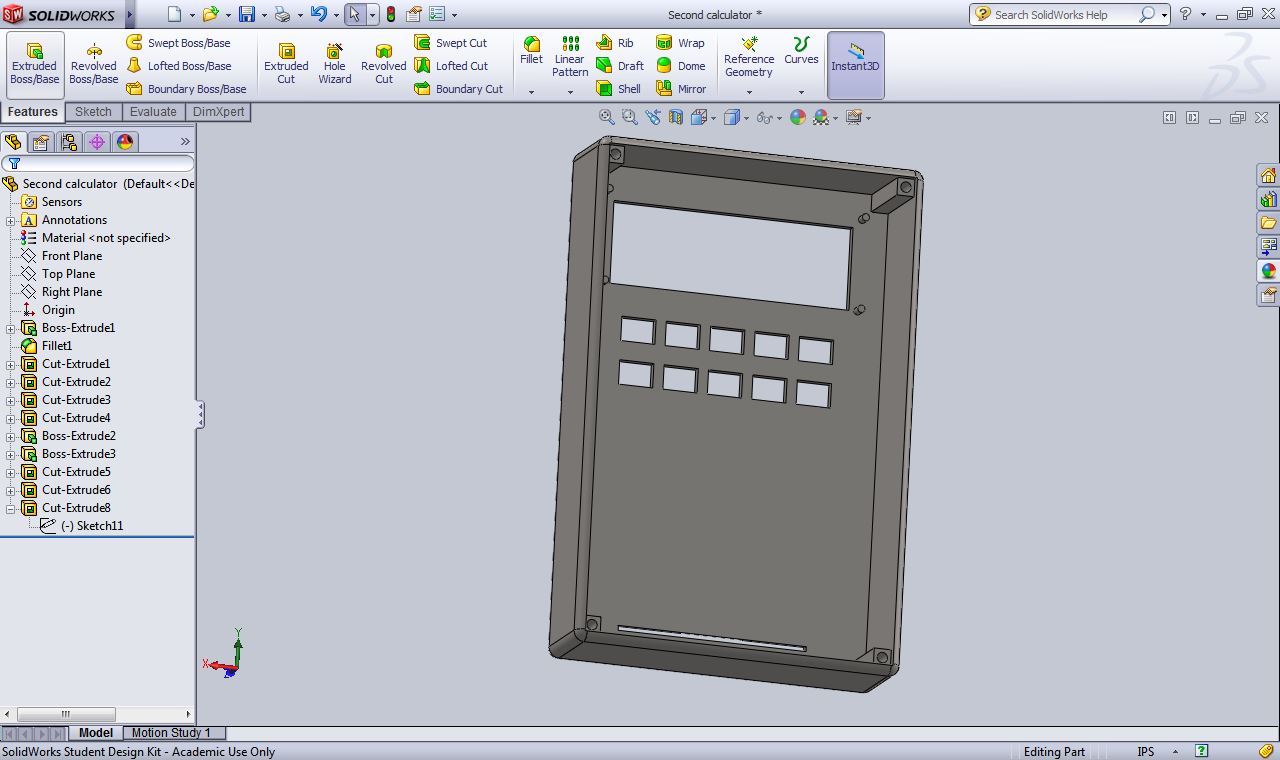 SOLIDWORKS
Second calculator *
Search SolidWorks Help
Extruded Boss/Base
Revolved Boss/Base
Swept Boss/Base
Lofted Boss/Base
Boundary Boss/Base
Extruded Cut
Hole Wizard
Revolved Cut
Swept Cut
Lofted Cut
Boundary Cut
Fillet
Linear Pattern
Rib
Draft
Shell
Wrap
Dome
Mirror
Reference Geometry
Curves
Instant3D
Features
Sketch
Evaluate
DimXpert
Second calculator (Default<<De
Sensors
Annotations
Material <not specified>
Front Plane
Top Plane
Right Plane
Origin
Boss-Extrude1
Fillet1
Cut-Extrude1
Cut-Extrude2
Cut-Extrude3
Cut-Extrude4
Boss-Extrude2
Boss-Extrude3
Cut-Extrude5
Cut-Extrude6
Cut-Extrude8
(-) Sketch11
Y
X
Z
Model
Motion Study 1
SolidWorks Student Design Kit - Academic Use Only
Editing Part
IPS